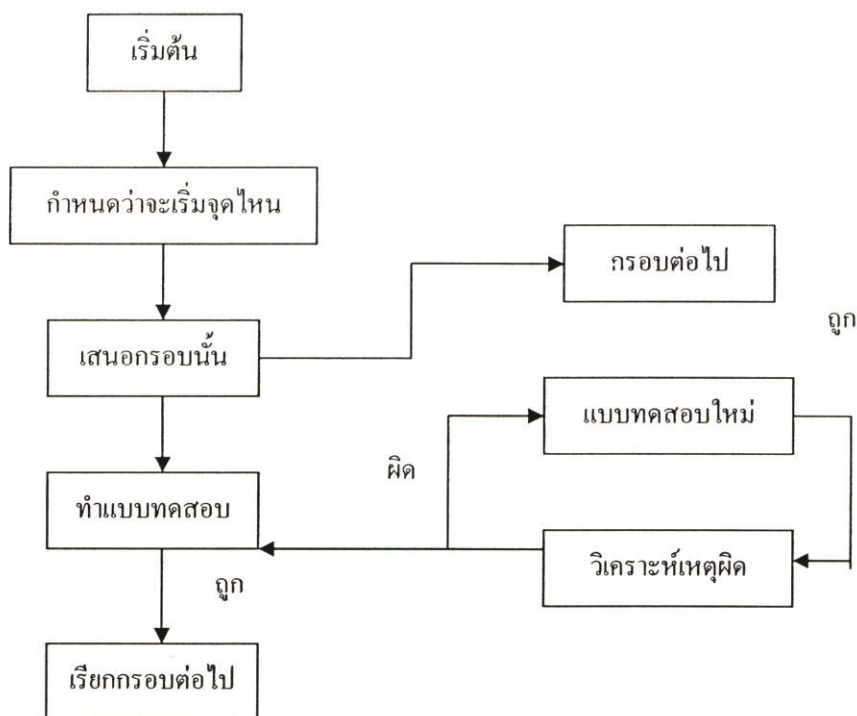 เริ่มต้น
กำหนดว่าจะเริ่มจุดไหน
กรอบต่อไป
ถูก
เสนอกรอบนั้น
แบบทดสอบใหม่
ผิด
ทำแบบทดสอบ
วิเคราะห์เหตุผิด
ถูก
เรียกกรอบต่อไป